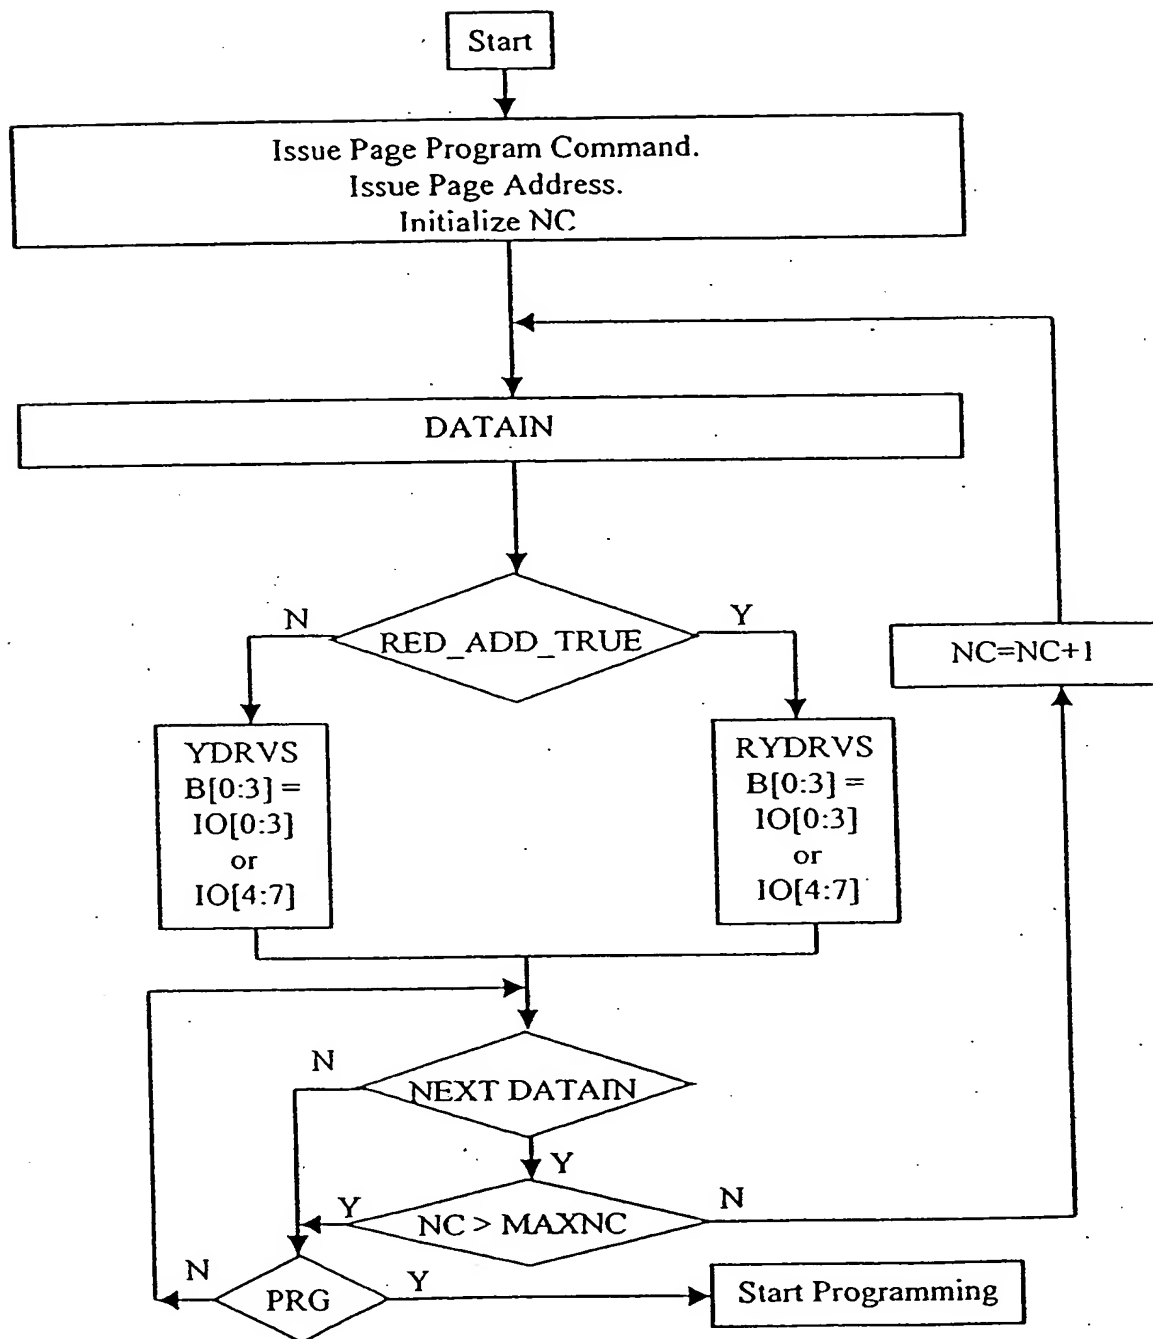 Start
Issue Page Program Command.
Issue Page Address.
Initialize NC
DATAIN
N
RED_ADD_TRUE
Y
NC=NC+1
YDRVS
B[0:3] =
IO[0:3]
or
IO[4:7]
RYDRVS
B[0:3] =
IO[0:3]
or
IO[4:7]
N
NEXT DATAIN
Y
Y
NC > MAXNC
N
N
PRG
Y
Start Programming